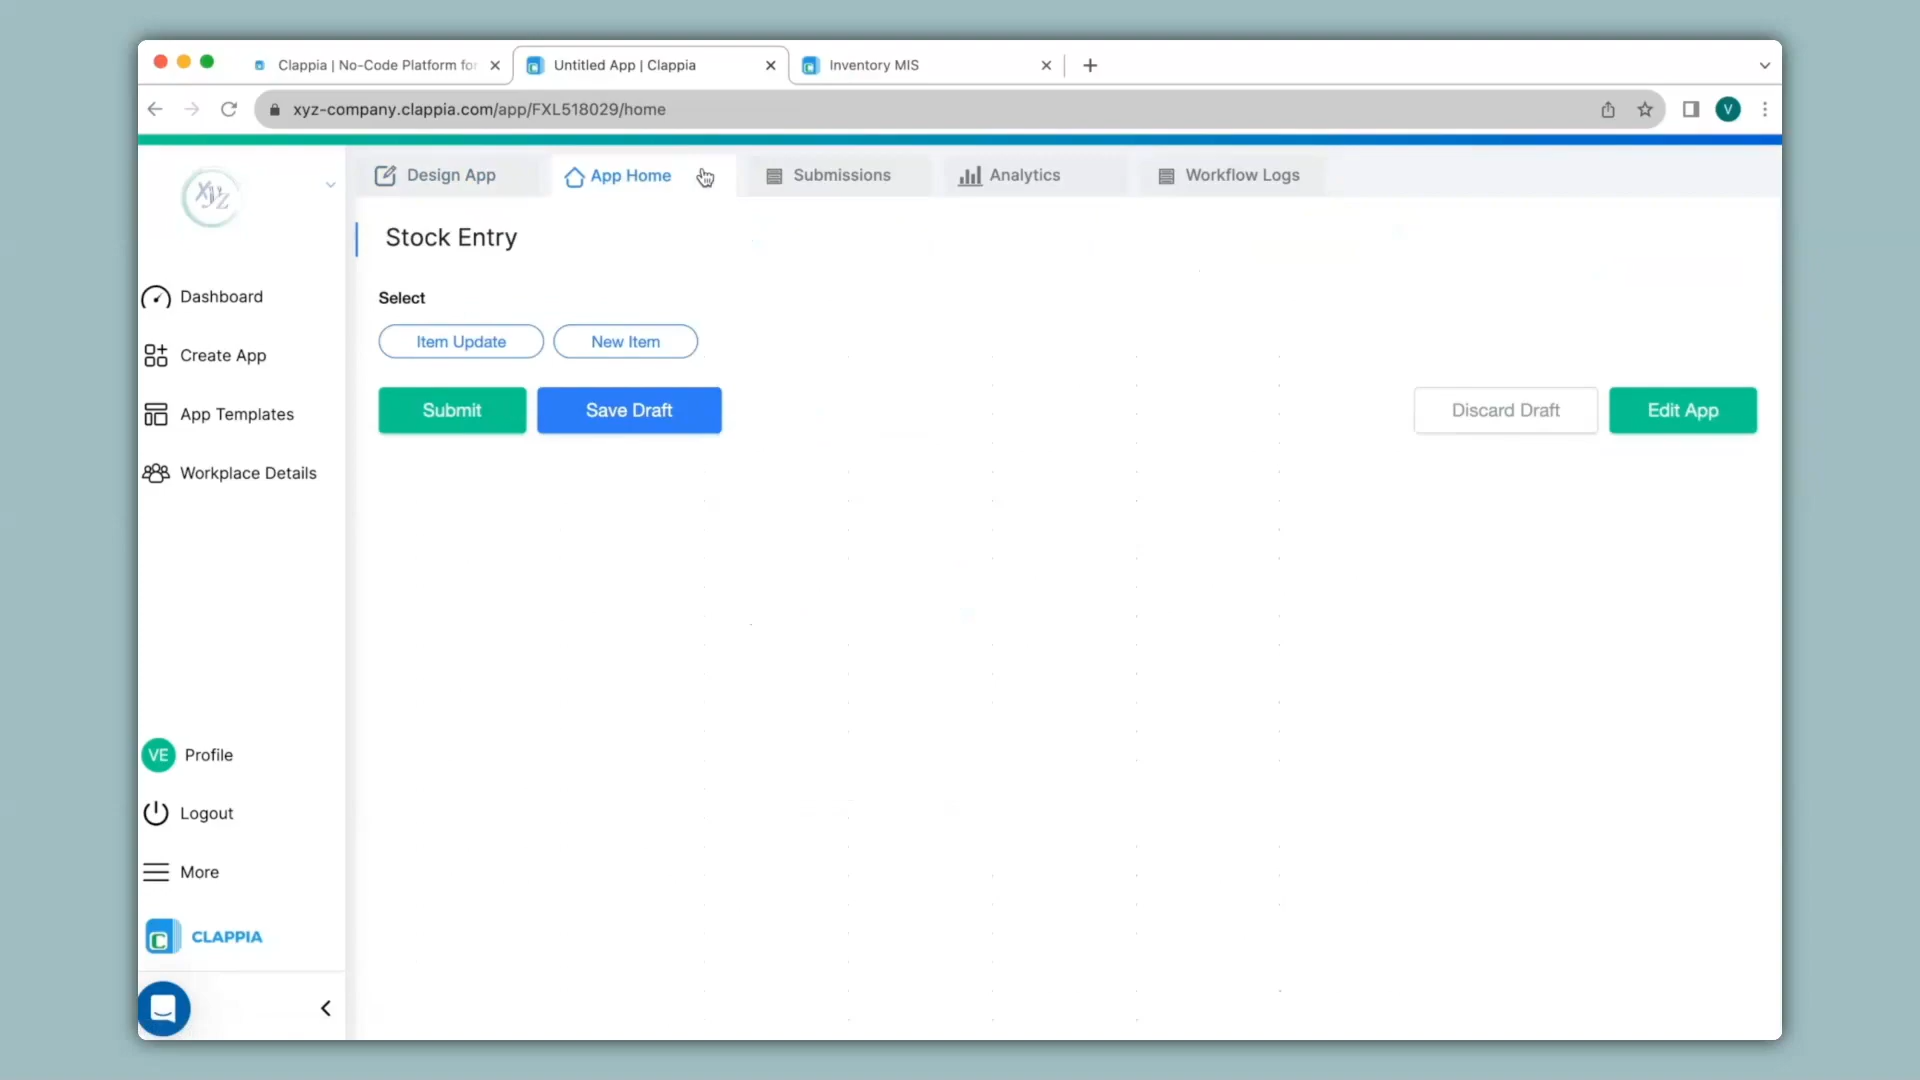 Clappia | No-Code Platform for
Untitled App | Clappia
Inventory MIS
xyz-company.clappia.com/app/FXL518029/home
V
xyz
Design App
App Home
Submissions
Analytics
Workflow Logs
Stock Entry
Select
Item Update
New Item
Submit
Save Draft
Discard Draft
Edit App
Dashboard
Create App
App Templates
Workplace Details
VE
Profile
Logout
More
C
CLAPPIA